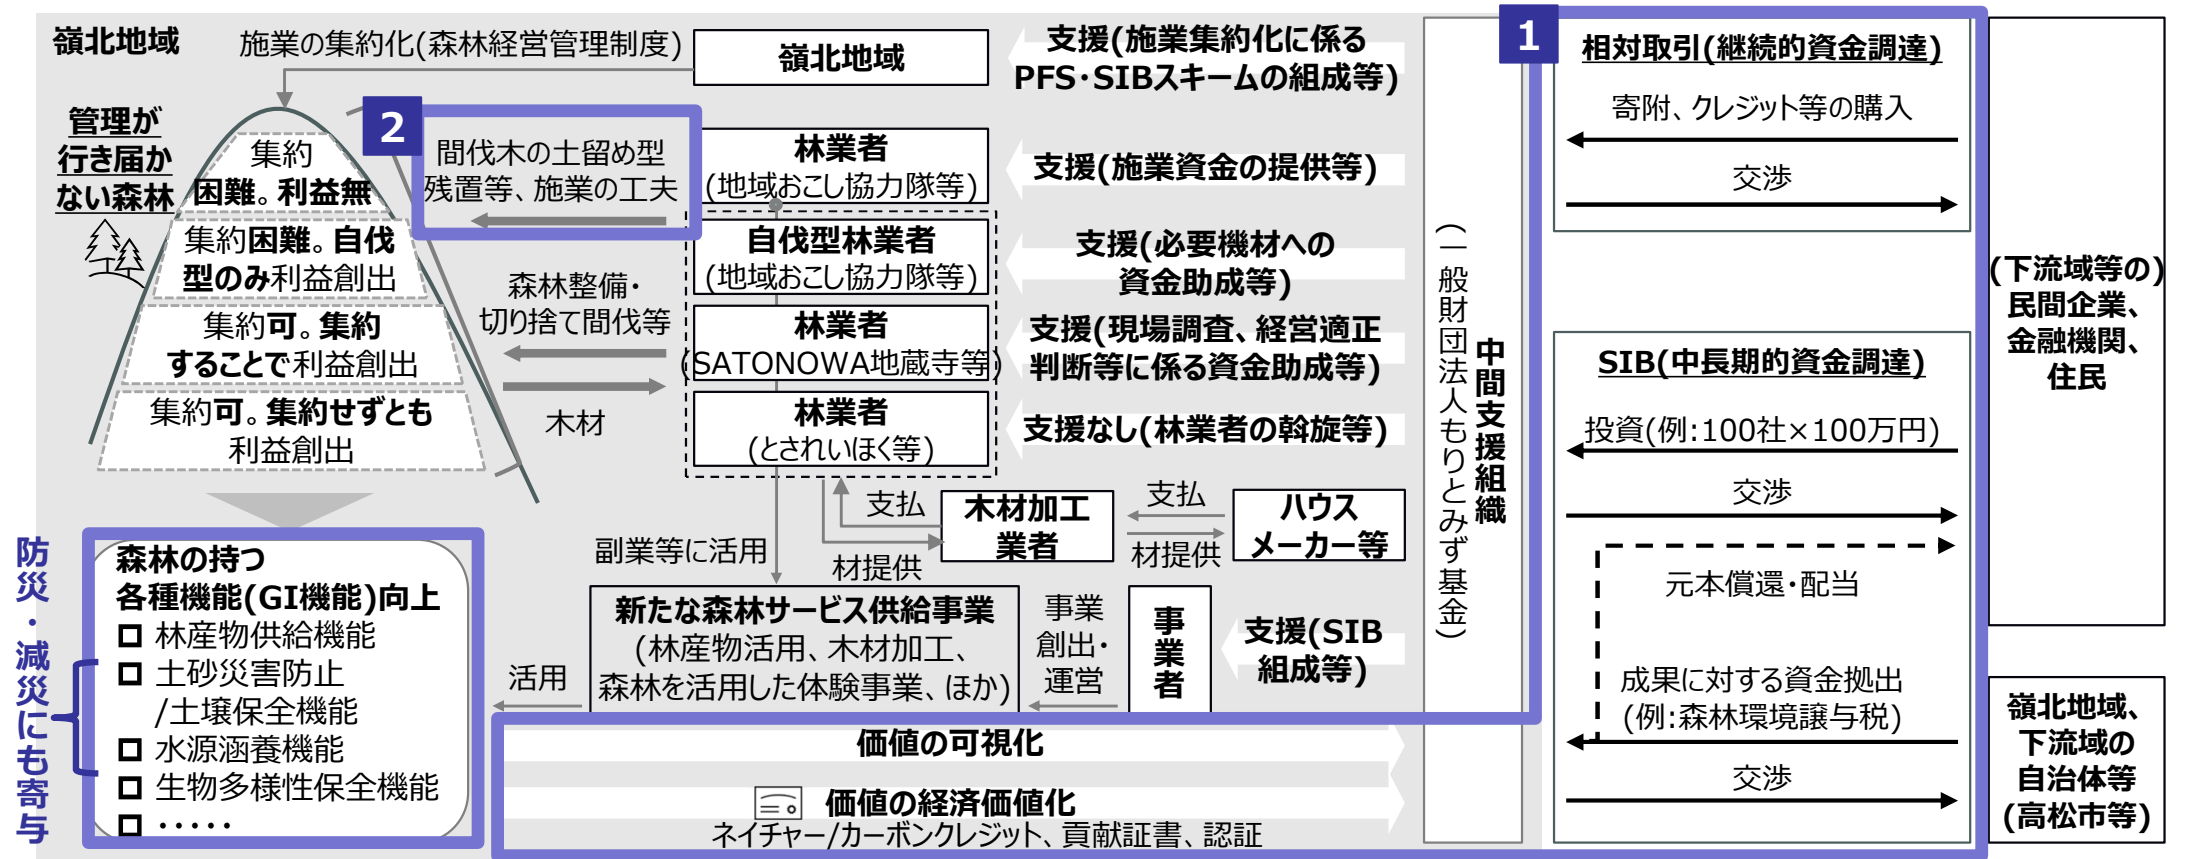 嶺北地域
施業の集約化(森林経営管理制度)
嶺北地域
支援(施業集約化に係る
PFS・SIBスキームの組成等)
管理が
行き届か
ない森林
集約
困難。利益無
集約困難。自伐
型のみ利益創出
集約可。集約
することで利益創出
集約可。集約せずとも
利益創出
2
間伐木の土留め型
残置等、施業の工夫
林業者
(地域おこし協力隊等)
支援(施業資金の提供等)
自伐型林業者
(地域おこし協力隊等)
支援(必要機材への
資金助成等)
森林整備・
切り捨て間伐等
木材
林業者
(SATONOWA地蔵寺等)
支援(現場調査、経営適正
判断等に係る資金助成等)
林業者
(とされいほく等)
支援なし(林業者の斡旋等)
支払
材提供
木材加工
業者
支払
材提供
ハウス
メーカー等
副業等に活用
新たな森林サービス供給事業
(林産物活用、木材加工、
森林を活用した体験事業、ほか)
活用
事業
創出・
運営
事業者
支援(SIB
組成等)
防災・減災にも寄与
森林の持つ
各種機能(GI機能)向上
林産物供給機能
土砂災害防止
/土壌保全機能
水源涵養機能
生物多様性保全機能
・・・・・
価値の可視化
価値の経済価値化
ネイチャー/カーボンクレジット、貢献証書、認証
中間支援組織
(一般財団法人もりとみず基金)
1
相対取引(継続的資金調達)
寄附、クレジット等の購入
交渉
SIB(中長期的資金調達)
投資(例:100社×100万円)
交渉
元本償還・配当
成果に対する資金拠出
(例:森林環境譲与税)
交渉
(下流域等の)
民間企業、
金融機関、
住民
嶺北地域、
下流域の
自治体等
(高松市等)